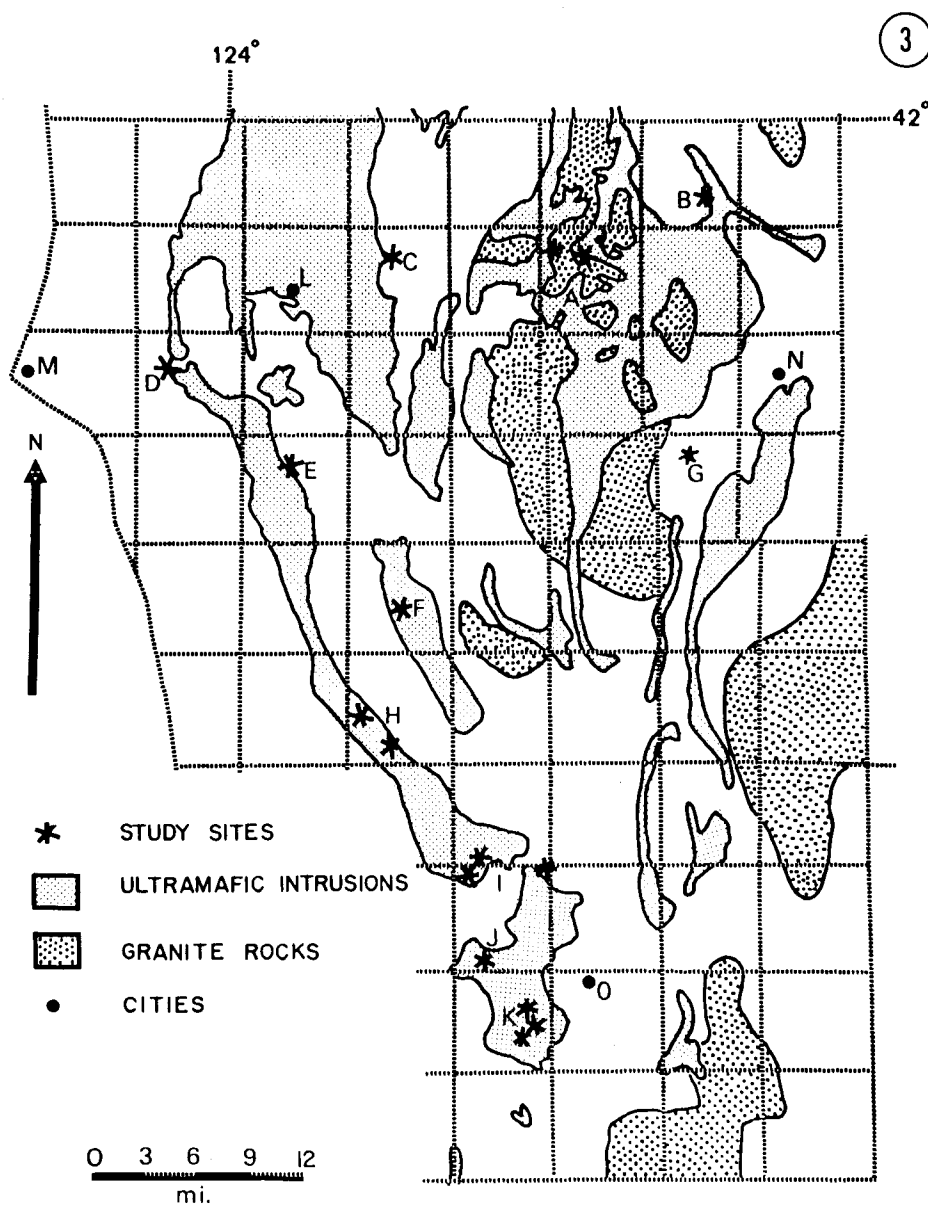 3
124°
42°
B
C
L
A
M
D
N
N
E
G
F
H
STUDY SITES
ULTRAMAFIC INTRUSIONS
I
J
GRANITE ROCKS
O
CITIES
K
0 3 6 9 12
mi.